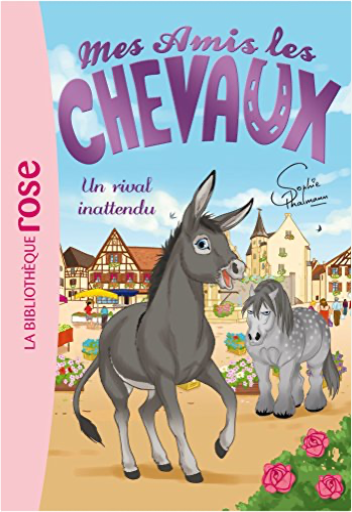 Mes Amis les
CHEVAUX
Un rival
inattendu
Sophie
Thalmann
LA BIBLIOTHÈQUE rose